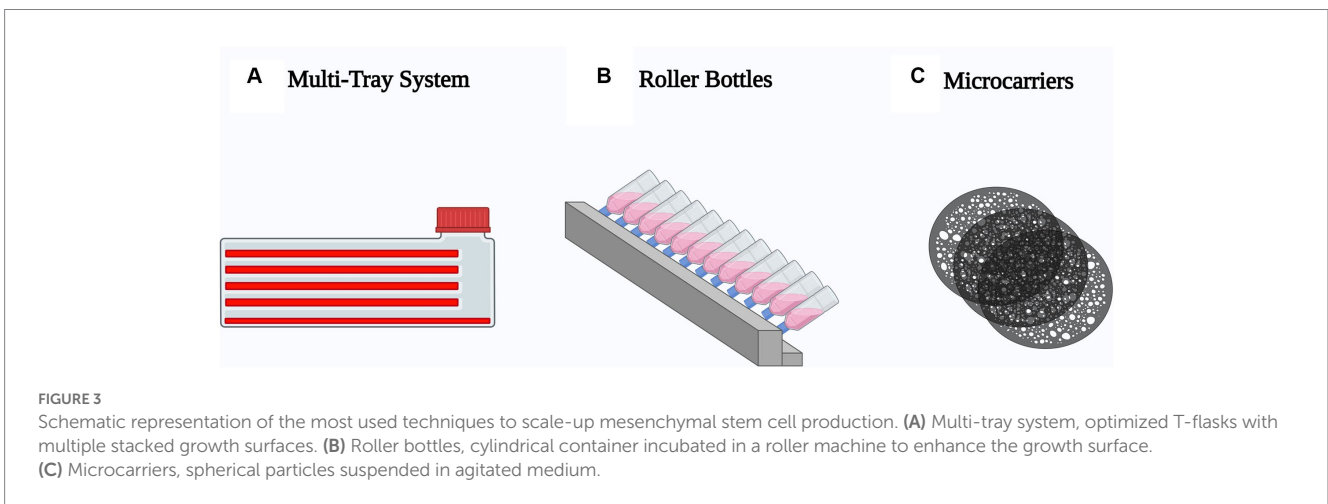 A Multi-Tray System
B Roller Bottles
C Microcarriers
FIGURE 3
Schematic representation of the most used techniques to scale-up mesenchymal stem cell production. (A) Multi-tray system, optimized T-flasks with
multiple stacked growth surfaces. (B) Roller bottles, cylindrical container incubated in a roller machine to enhance the growth surface.
(C) Microcarriers, spherical particles suspended in agitated medium.